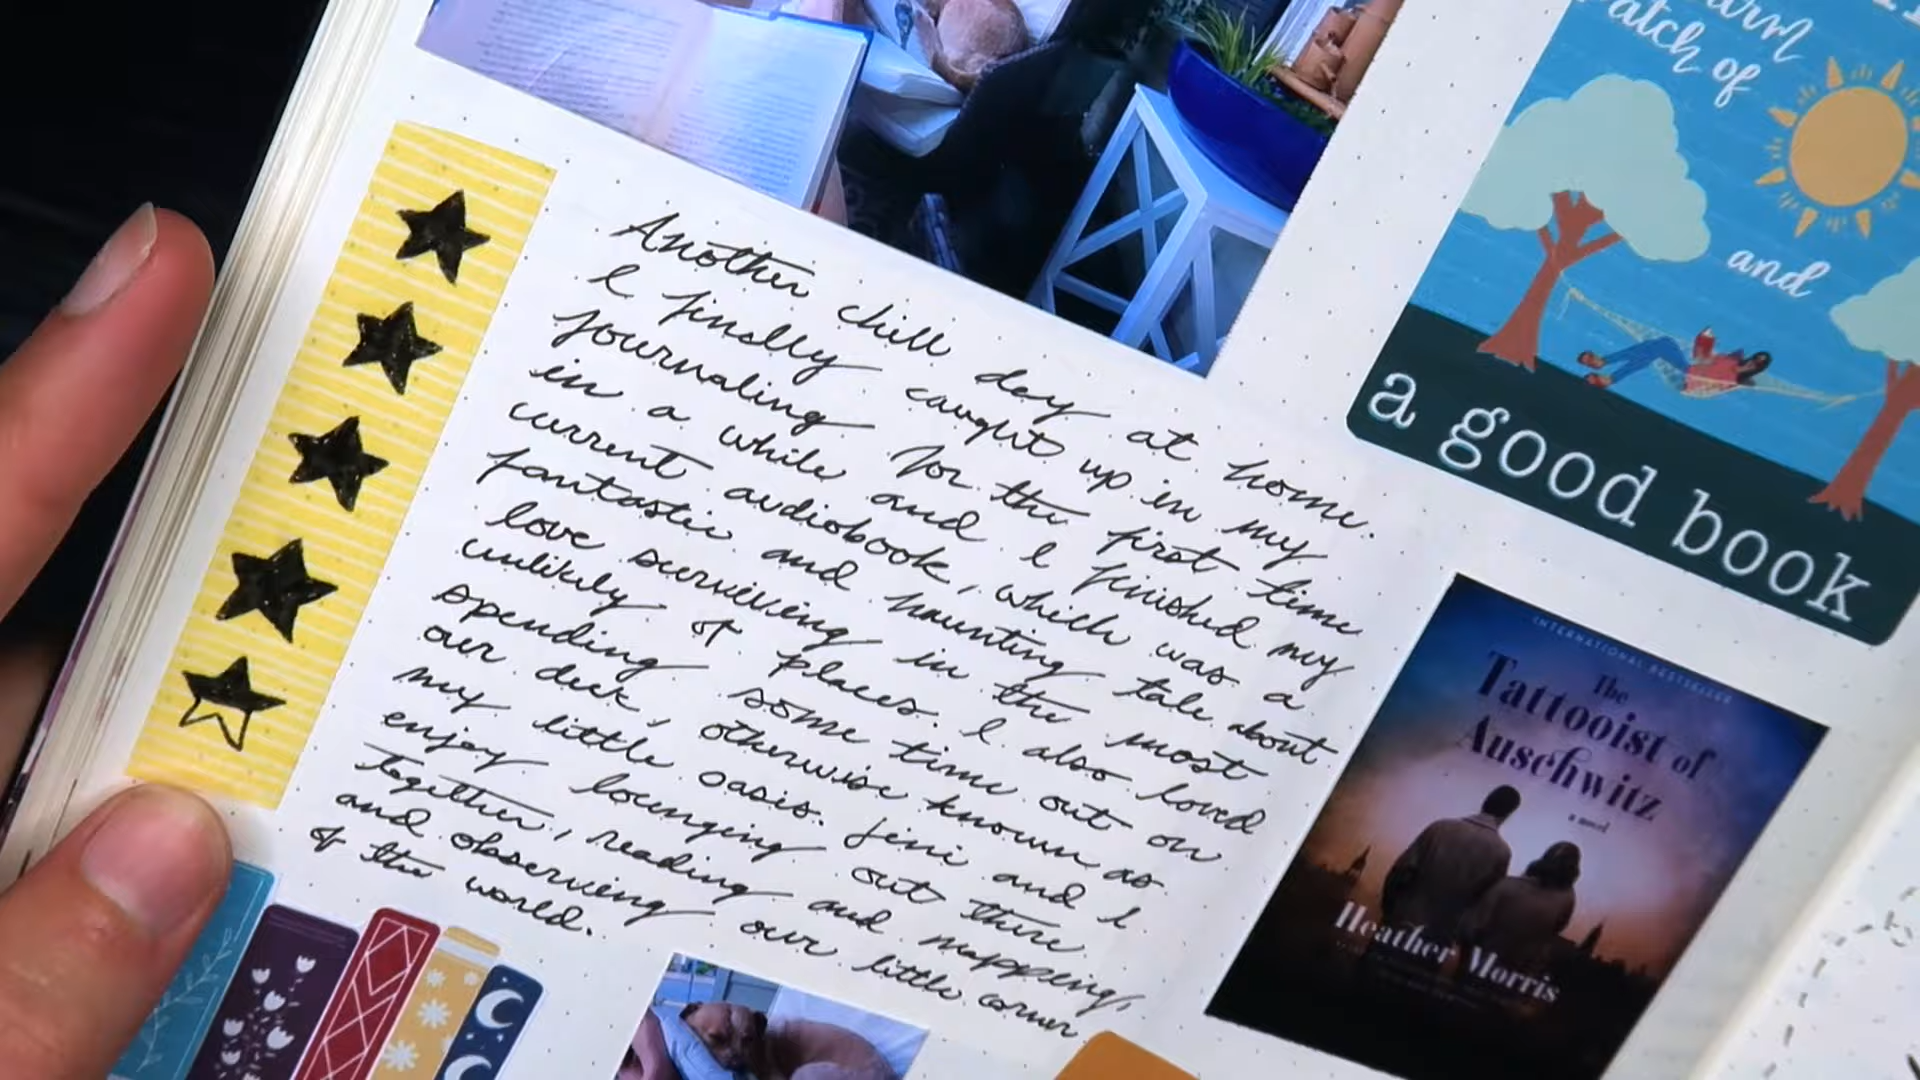 Another chill day at home.
I finally caught up in my
journaling for the first time
in a while and I finished my
current audiobook, which was a
fantastic and haunting tale about
love surviving in the most
unlikely of places. I also loved
spending some time out on
our deck, otherwise known as
my little oasis. Jeni and I
enjoy lounging out there
together, reading and napping,
and observing our little corner
of the world.
patch of
and
a good book
INTERNATIONAL BESTSELLER
The
Tattooist of
Auschwitz
a novel
Heather Morris